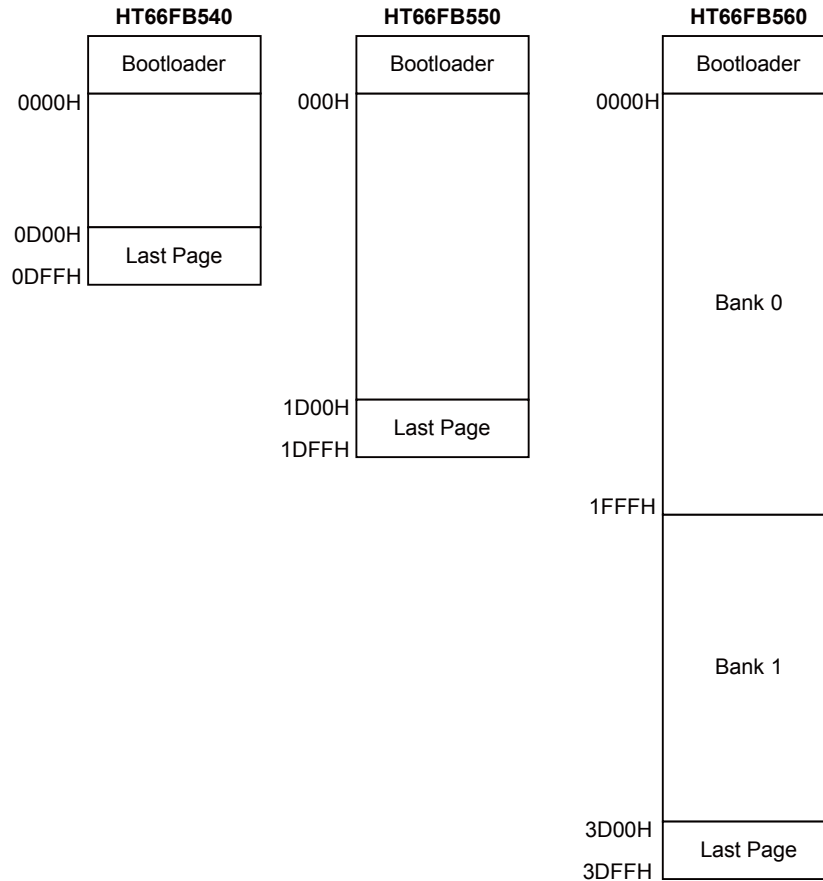 HT66FB540
Bootloader
0000H
0D00H
Last Page
0DFFH
HT66FB550
Bootloader
000H
1D00H
Last Page
1DFFH
HT66FB560
Bootloader
0000H
Bank 0
1FFFH
Bank 1
3D00H
Last Page
3DFFH